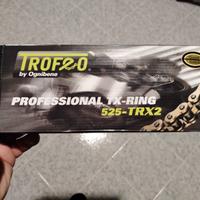 TROFEO
by Ognibene
PROFESSIONAL TX-RING
525-TRX2